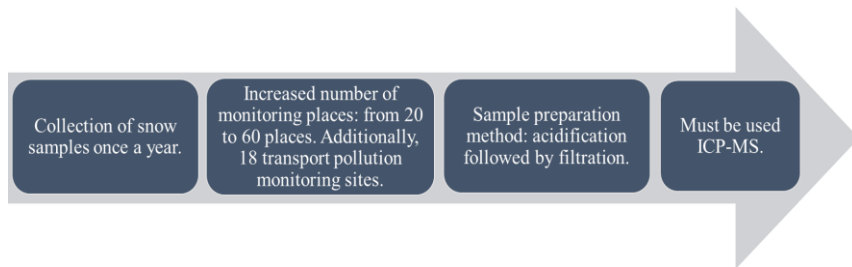 Collection of snow
samples once a year.
Increased number of
monitoring places: from 20
to 60 places. Additionally,
18 transport pollution
monitoring sites.
Sample preparation
method: acidification
followed by filtration.
Must be used
ICP-MS.